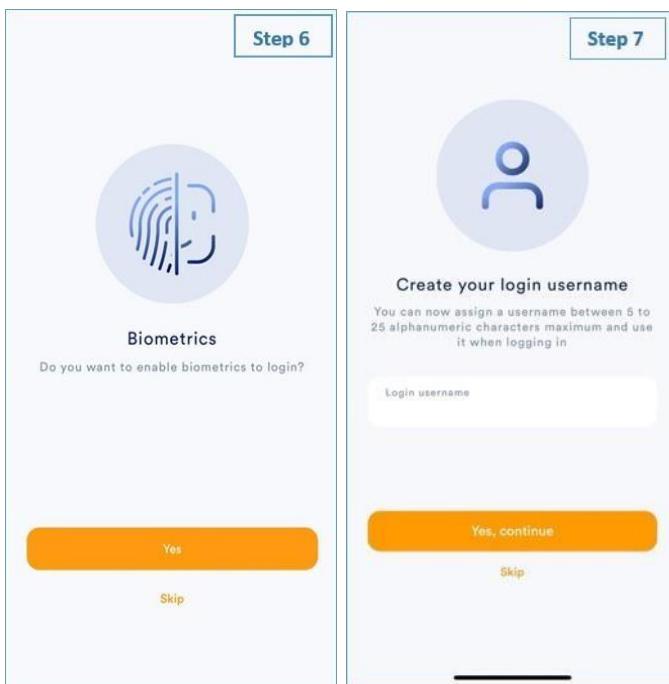 Step 6
Biometrics
Do you want to enable biometrics to login?
Yes
Skip
Step 7
Create your login username
You can now assign a username between 5 to
25 alphanumeric characters maximum and use
it when logging in
Login username
Yes, continue
Skip